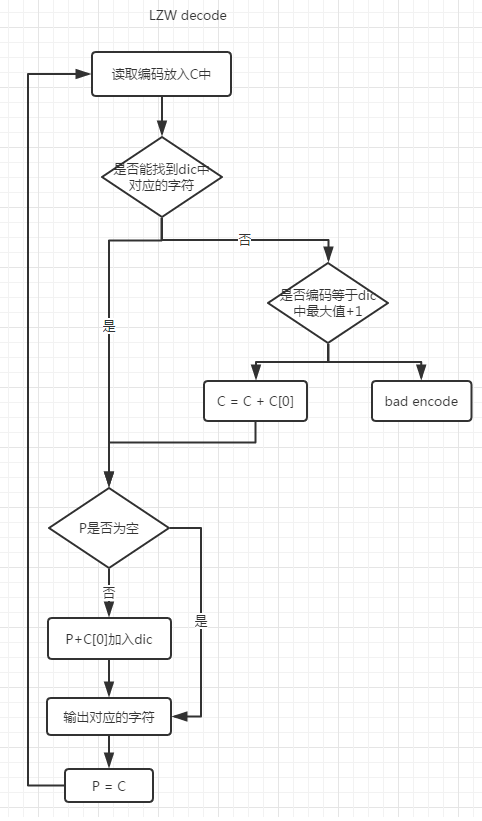 LZW decode
读取编码放入C中
是否能找到dic中
对应的字符
否
是否编码等于dic
中最大值+1
是
C = C + C[0]
bad encode
P是否为空
否
是
P+C[0]加入dic
输出对应的字符
P = C